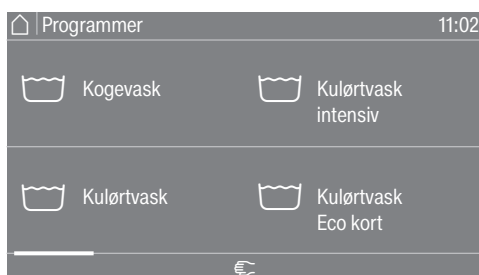 Programmer 11:02
Kogevask
Kulørtvask
intensiv
Kulørtvask
Kulørtvask
Eco kort